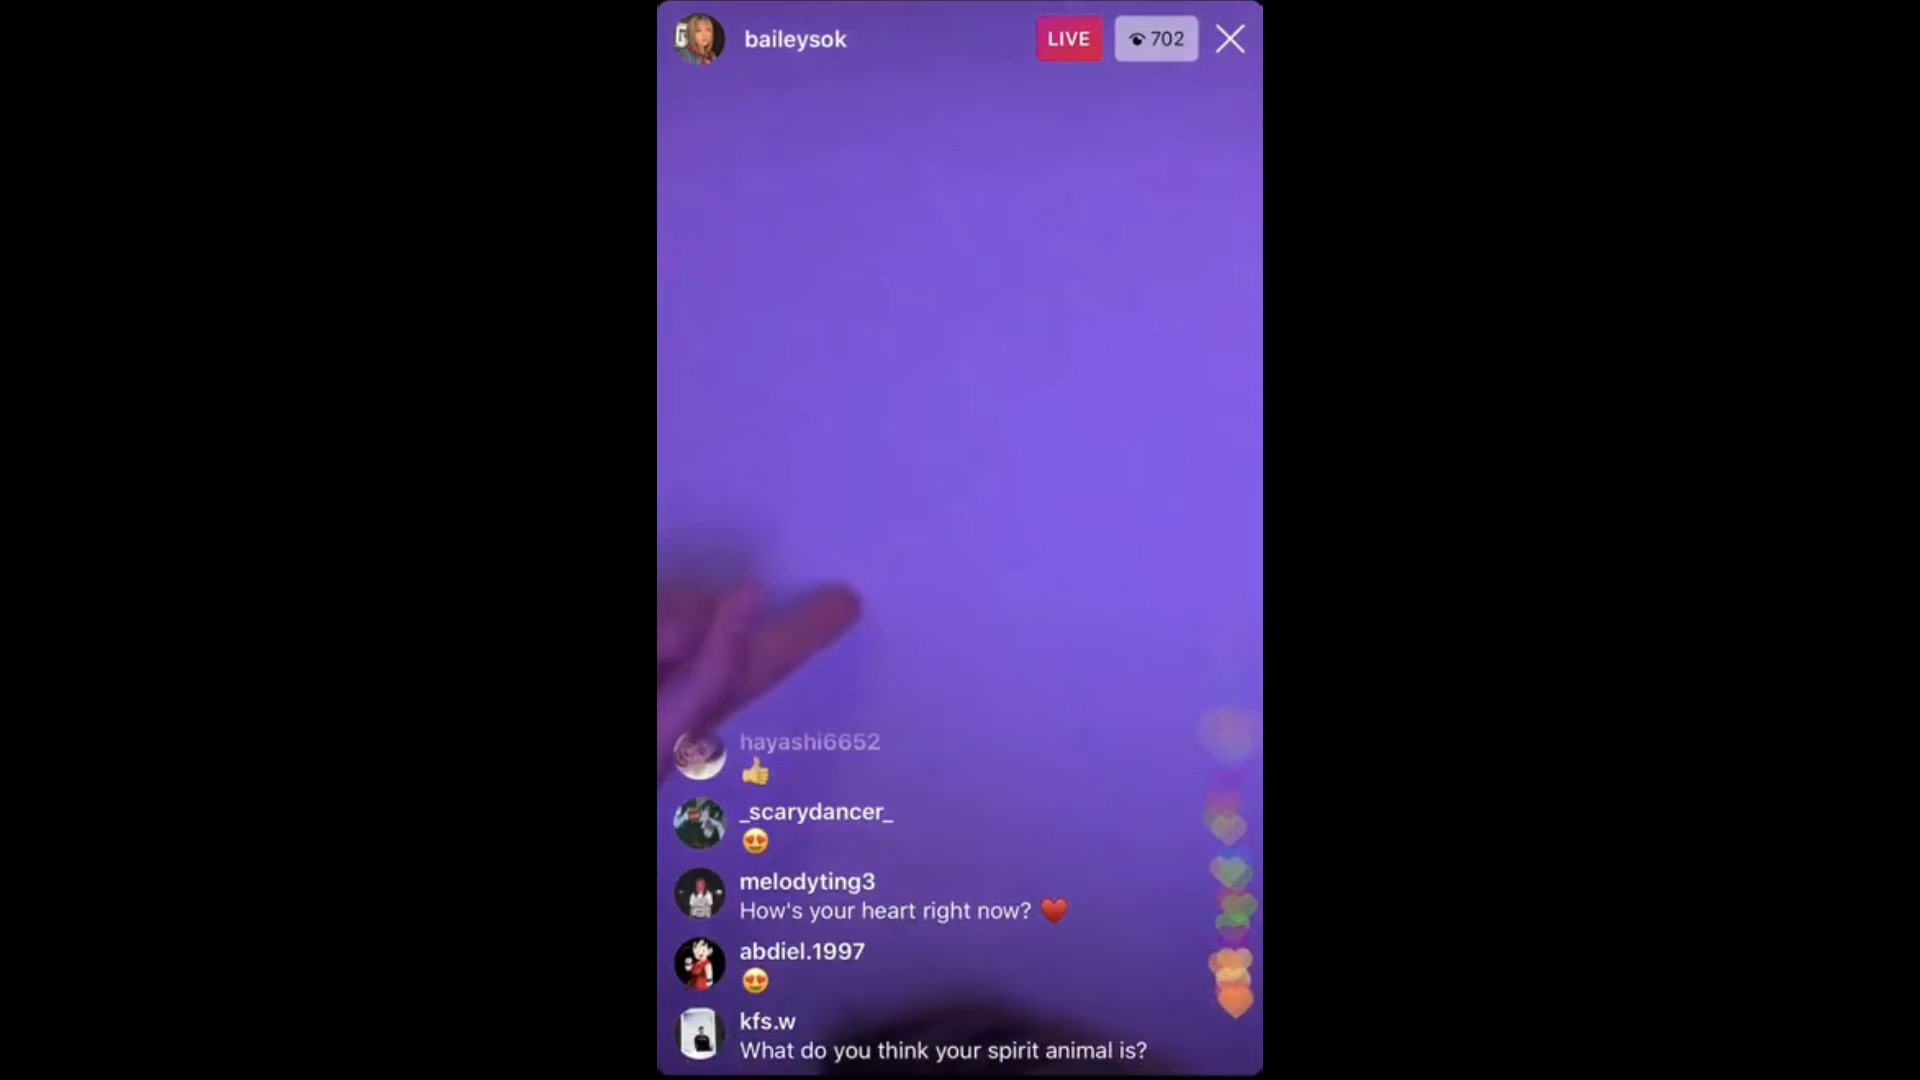 baileysok
LIVE
702
hayashi6652
👍
_scarydancer_
😍
melodyting3
How's your heart right now? ❤️
abdiel.1997
😍
kfs.w
What do you think your spirit animal is?